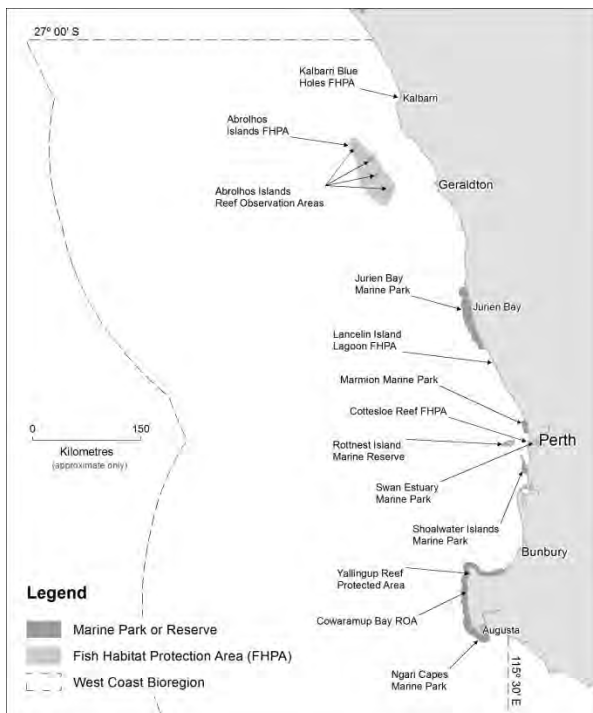 27° 00' S
Kalbarri Blue
Holes FHPA
Kalbarri
Abrolhos
Islands FHPA
Abrolhos Islands
Reef Observation Areas
Geraldton
Jurien Bay
Marine Park
Jurien Bay
Lancelin Island
Lagoon FHPA
Marmion Marine Park
Cottesloe Reef FHPA
Perth
Rottnest Island
Marine Reserve
Swan Estuary
Marine Park
Shoalwater Islands
Marine Park
0 150
Kilometres
(approximate only)
Bunbury
Yallingup Reef
Protected Area
Cowaramup Bay ROA
Augusta
Ngari Capes
Marine Park
115° 30' E
Legend
Marine Park or Reserve
Fish Habitat Protection Area (FHPA)
West Coast Bioregion